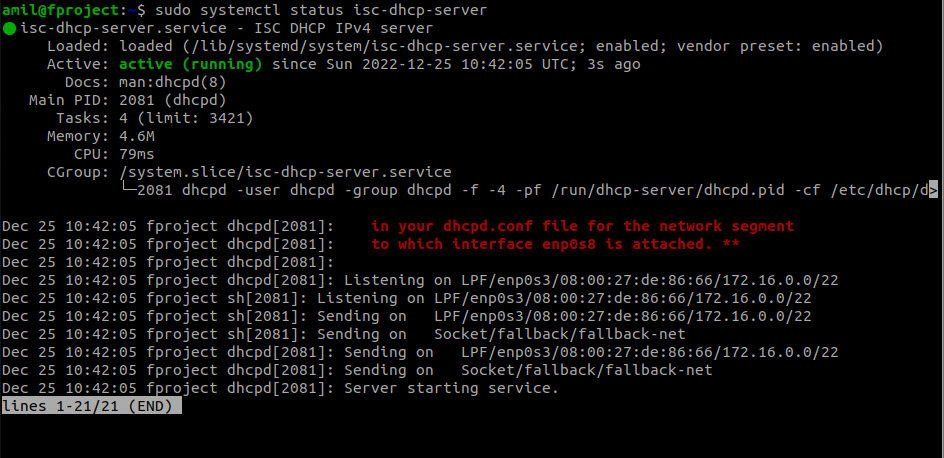 amil@fproject:~$ sudo systemctl status isc-dhcp-server
● isc-dhcp-server.service - ISC DHCP IPv4 server
     Loaded: loaded (/lib/systemd/system/isc-dhcp-server.service; enabled; vendor preset: enabled)
     Active: active (running) since Sun 2022-12-25 10:42:05 UTC; 3s ago
       Docs: man:dhcpd(8)
   Main PID: 2081 (dhcpd)
      Tasks: 4 (limit: 3421)
     Memory: 4.6M
        CPU: 79ms
     CGroup: /system.slice/isc-dhcp-server.service
             └─2081 dhcpd -user dhcpd -group dhcpd -f -4 -pf /run/dhcp-server/dhcpd.pid -cf /etc/dhcp/d>
Dec 25 10:42:05 fproject dhcpd[2081]:    in your dhcpd.conf file for the network segment
Dec 25 10:42:05 fproject dhcpd[2081]:    to which interface enp0s8 is attached. **
Dec 25 10:42:05 fproject dhcpd[2081]:
Dec 25 10:42:05 fproject dhcpd[2081]: Listening on LPF/enp0s3/08:00:27:de:86:66/172.16.0.0/22
Dec 25 10:42:05 fproject sh[2081]: Listening on LPF/enp0s3/08:00:27:de:86:66/172.16.0.0/22
Dec 25 10:42:05 fproject sh[2081]: Sending on   LPF/enp0s3/08:00:27:de:86:66/172.16.0.0/22
Dec 25 10:42:05 fproject sh[2081]: Sending on   Socket/fallback/fallback-net
Dec 25 10:42:05 fproject dhcpd[2081]: Sending on   LPF/enp0s3/08:00:27:de:86:66/172.16.0.0/22
Dec 25 10:42:05 fproject dhcpd[2081]: Sending on   Socket/fallback/fallback-net
Dec 25 10:42:05 fproject dhcpd[2081]: Server starting service.
lines 1-21/21 (END)